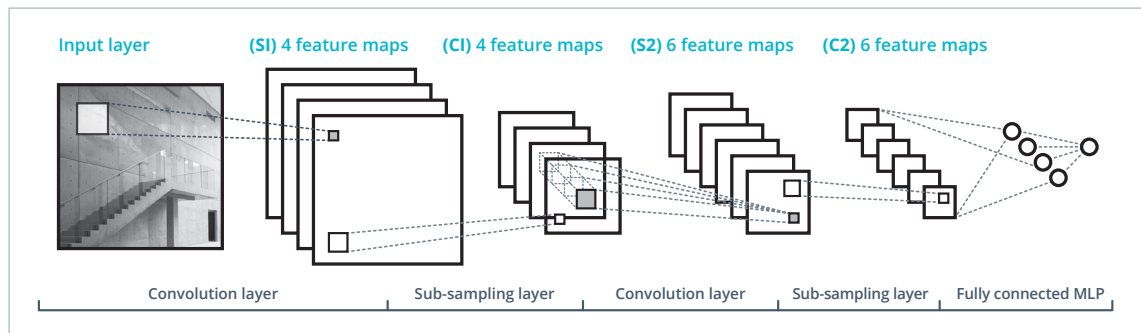 Input layer
(SI) 4 feature maps
(CI) 4 feature maps
(S2) 6 feature maps
(C2) 6 feature maps
Convolution layer
Sub-sampling layer
Convolution layer
Sub-sampling layer
Fully connected MLP